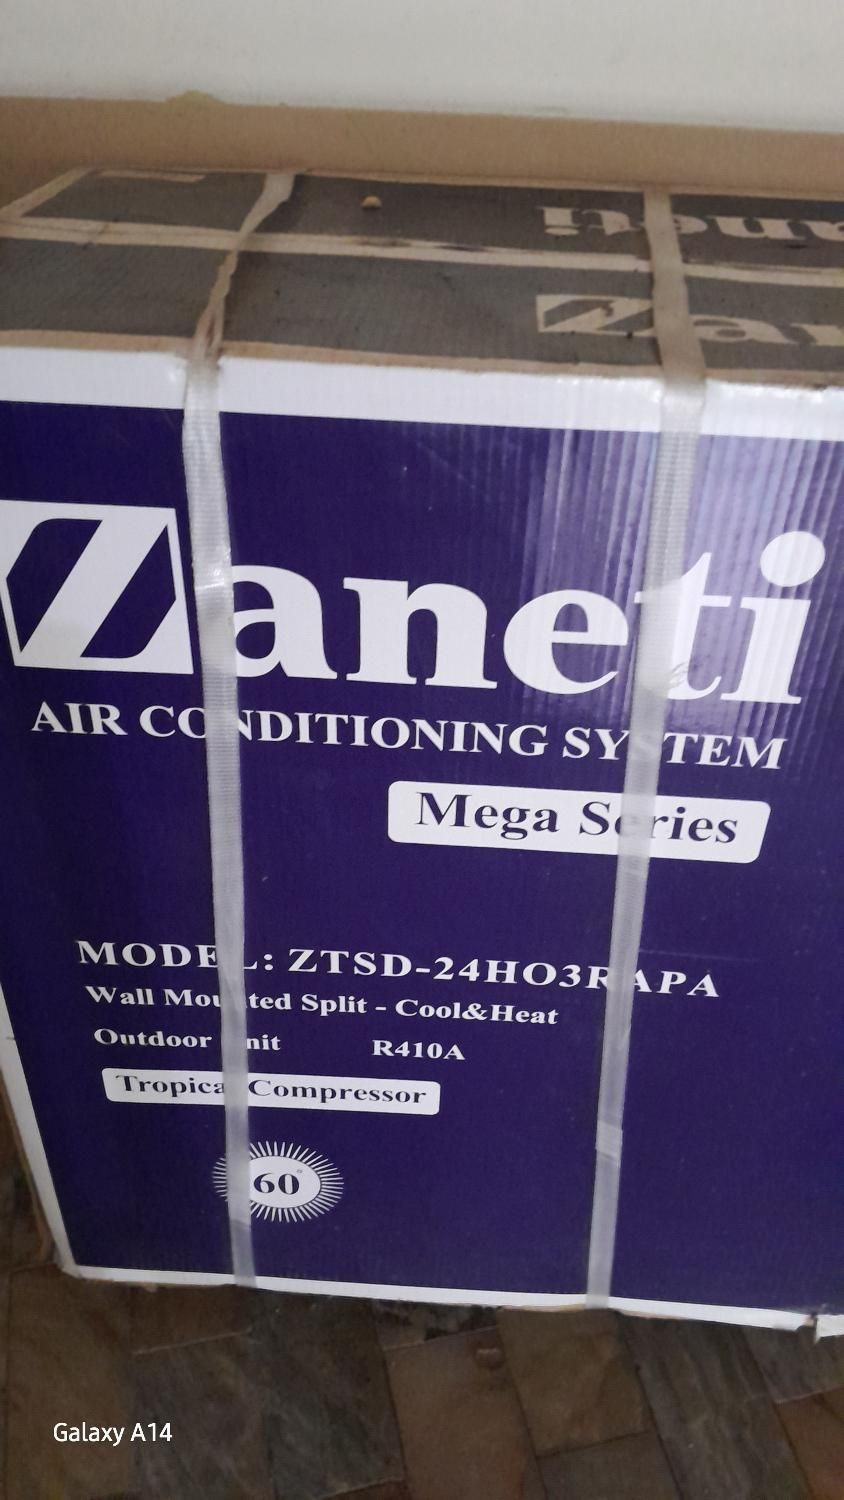 Zaneti
Zaneti
AIR CONDITIONING SYSTEM
Mega Series
MODEL: ZTSD-24HO3RAPA
Wall Mounted Split - Cool&Heat
Outdoor Unit R410A
Tropical Compressor
60°
Galaxy A14